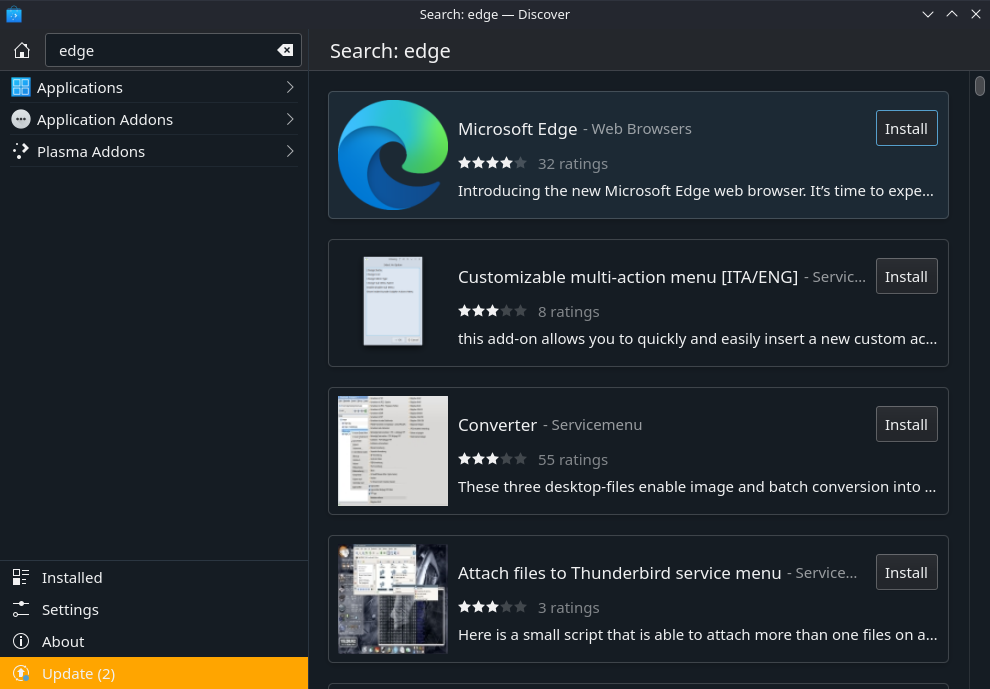 Search: edge — Discover
edge
Search: edge
Applications
Application Addons
Plasma Addons
Microsoft Edge - Web Browsers
Install
32 ratings
Introducing the new Microsoft Edge web browser. It's time to expe...
Customizable multi-action menu [ITA/ENG] - Servic...
Install
8 ratings
this add-on allows you to quickly and easily insert a new custom ac...
Converter - Servicemenu
Install
55 ratings
These three desktop-files enable image and batch conversion into ...
Attach files to Thunderbird service menu - Service...
Install
3 ratings
Here is a small script that is able to attach more than one files on a...
Installed
Settings
About
Update (2)